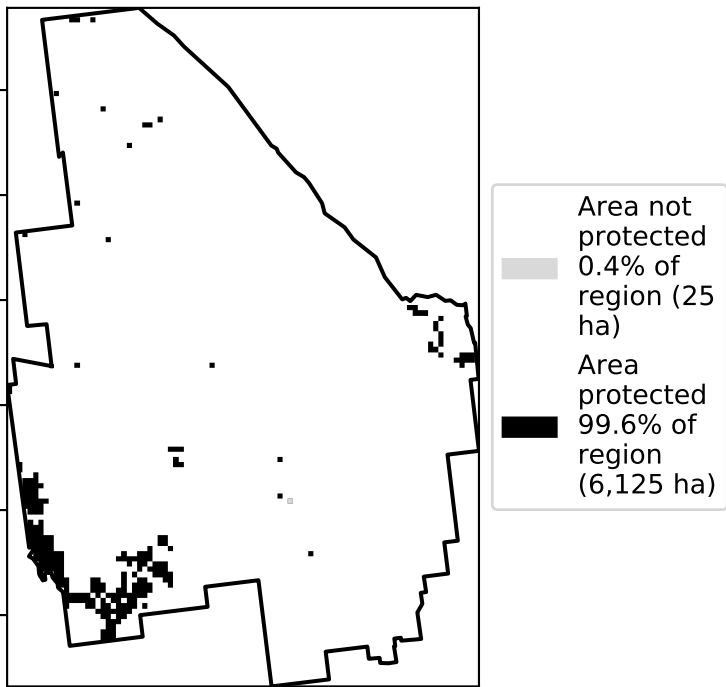 Area not
protected
0.4% of
region (25
ha)
Area
protected
99.6% of
region
(6,125 ha)